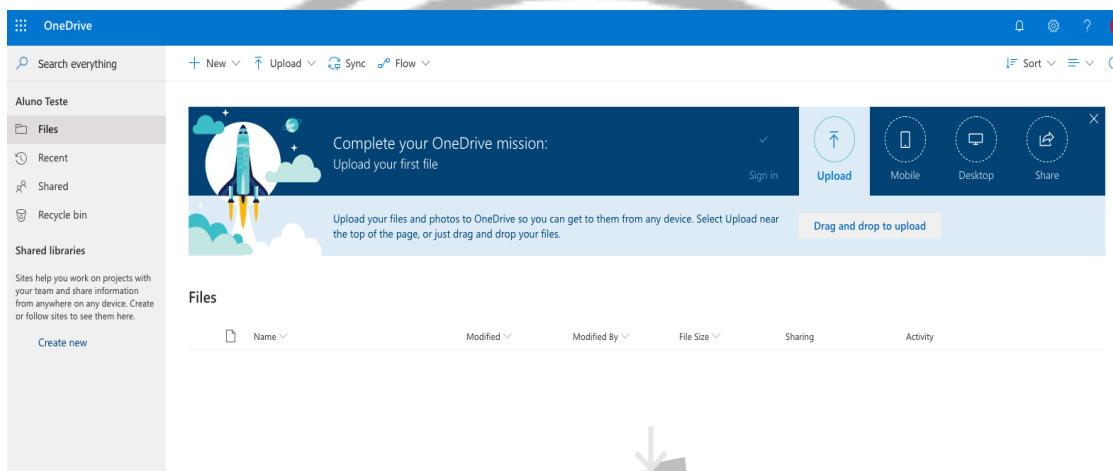 OneDrive
?
Search everything
New Upload Sync Flow
Sort
Aluno Teste
Files
Recent
Shared
Recycle bin
Shared libraries
Sites help you work on projects with
your team and share information
from anywhere on any device. Create
or follow sites to see them here.
Create new
Complete your OneDrive mission:
Upload your first file
Sign in
Upload
Mobile
Desktop
Share
Upload your files and photos to OneDrive so you can get to them from any device. Select Upload near
the top of the page, or just drag and drop your files.
Drag and drop to upload
Files
Name Modified Modified By File Size Sharing Activity